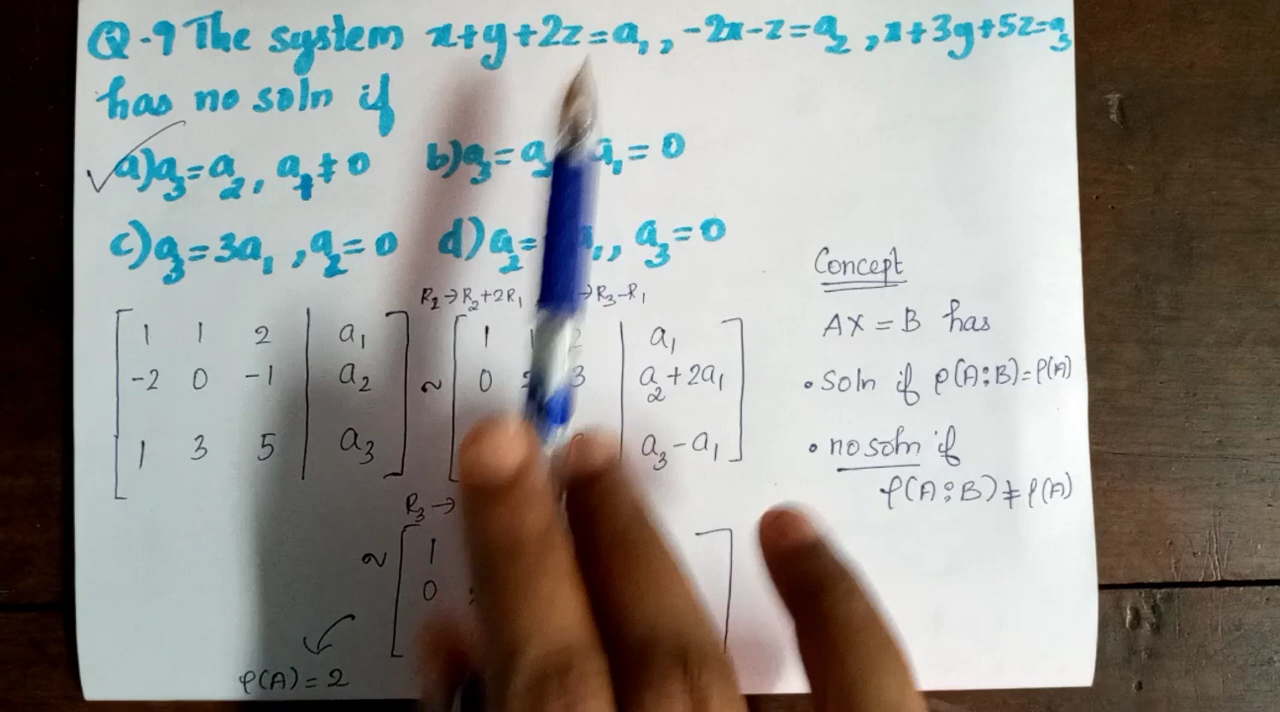 Q-9 The system x+y+2z=a₁, -2x-z=a₂, x+3y+5z=a₃
has no soln if
a) a₃=a₂, a₁≠0 b) a₃= a₁=0
c) a₃=3a₁, a₂=0 d) a₂= a₃=0
R₂→R₂+2R₁ →R₃-R₁
1 1 2 | a₁
-2 0 -1 | a₂
1 3 5 | a₃
~
1 2 | a₁
0 3 | a₂+2a₁
a₃-a₁
R₃→
~
1
0
ρ(A)=2
Concept
AX=B has
• soln if ρ(A:B)=ρ(A)
• no soln if
ρ(A:B)≠ρ(A)